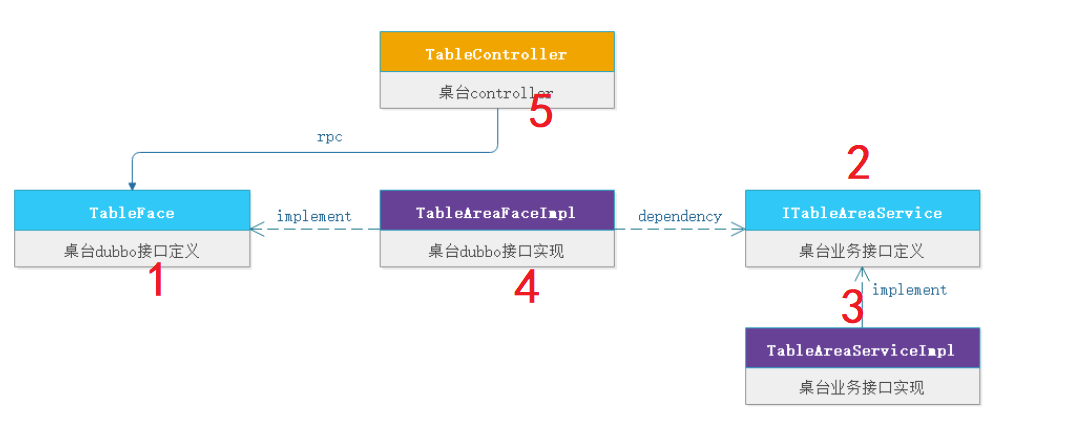 TableController
桌台controller
5
rpc
2
TableFace
implement
TableAreaFaceImpl
dependency
ITableAreaService
桌台dubbo接口定义
桌台dubbo接口实现
桌台业务接口定义
1
4
3
implement
TableAreaServiceImpl
桌台业务接口实现